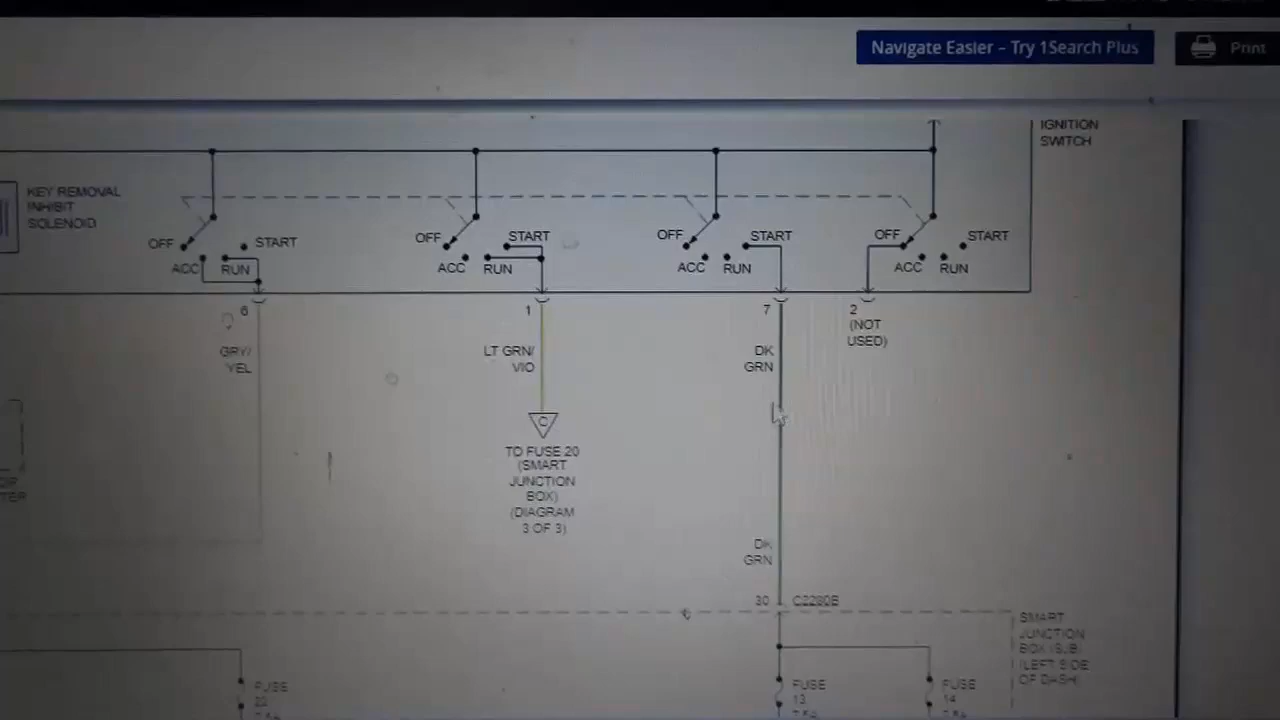 Navigate Easier - Try 1Search Plus
Print
IGNITION
SWITCH
KEY REMOVAL
INHIBIT
SOLENOID
OFF
START
ACC
RUN
OFF
START
ACC
RUN
OFF
START
ACC
RUN
OFF
START
ACC
RUN
6
1
7
2
(NOT
USED)
GRY/
YEL
LT GRN/
VIO
DK
GRN
C
TO FUSE 20
(SMART
JUNCTION
BOX)
(DIAGRAM
3 OF 3)
DK
GRN
30
C2280B
SMART
JUNCTION
BOX (SJB)
(LEFT SIDE
OF DASH)
FUSE
22
FUSE
13
7.5A
FUSE
14